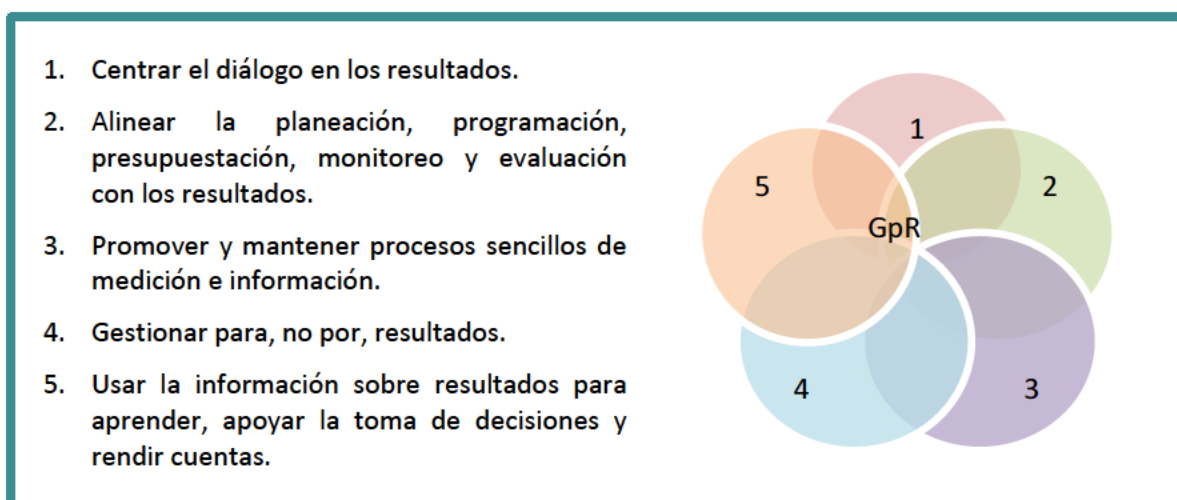 1. Centrar el diálogo en los resultados.
2. Alinear la planeación, programación,
presupuestación, monitoreo y evaluación
con los resultados.
3. Promover y mantener procesos sencillos de
medición e información.
4. Gestionar para, no por, resultados.
5. Usar la información sobre resultados para
aprender, apoyar la toma de decisiones y
rendir cuentas.
1
5
2
GpR
4
3